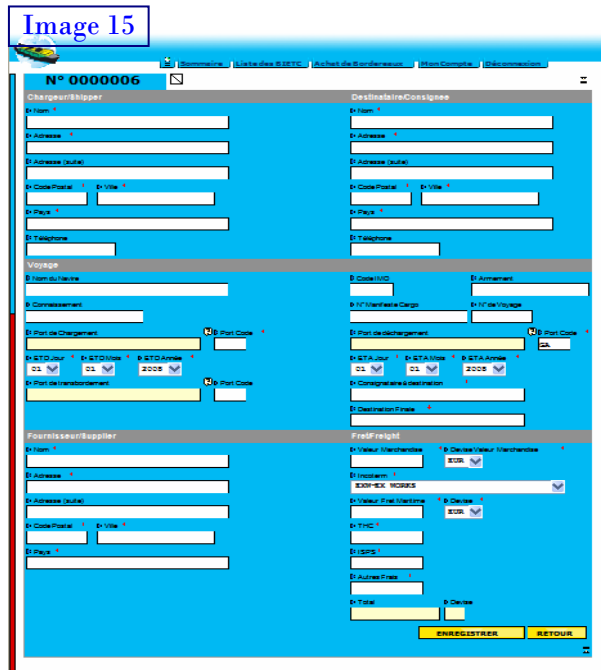 Image 15
Sommaire Liste des BIETC Achat de Bordereaux Mon Compte Déconnexion
N° 0000006
Chargeur/Shipper Destinataire/Consignee
Nom * Nom *
Adresse * Adresse *
Adresse (suite) Adresse (suite)
Code Postal * Ville * Code Postal * Ville *
Pays * Pays *
Téléphone Téléphone
Voyage
Nom du Navire Code IMO Armement
Connaissement N° Manifeste Cargo N° de Voyage
Port de Chargement Port Code * Port de déchargement Port Code *
GA
ETD Jour * ETD Mois * ETD Année * ETA Jour * ETA Mois * ETA Année *
01 01 2008 01 01 2008
Port de transbordement Port Code Consignataire à destination *
Destination Finale *
Fournisseur/Supplier Fret/Freight
Nom * Valeur Marchandise * Devise Valeur Marchandise *
EUR
Adresse * Incoterm *
EXW-EX WORKS
Adresse (suite) Valeur Fret Maritime * Devise *
EUR
Code Postal * Ville * THC *
Pays * ISPS *
Autres Frais *
Total Devise
ENREGISTRER RETOUR